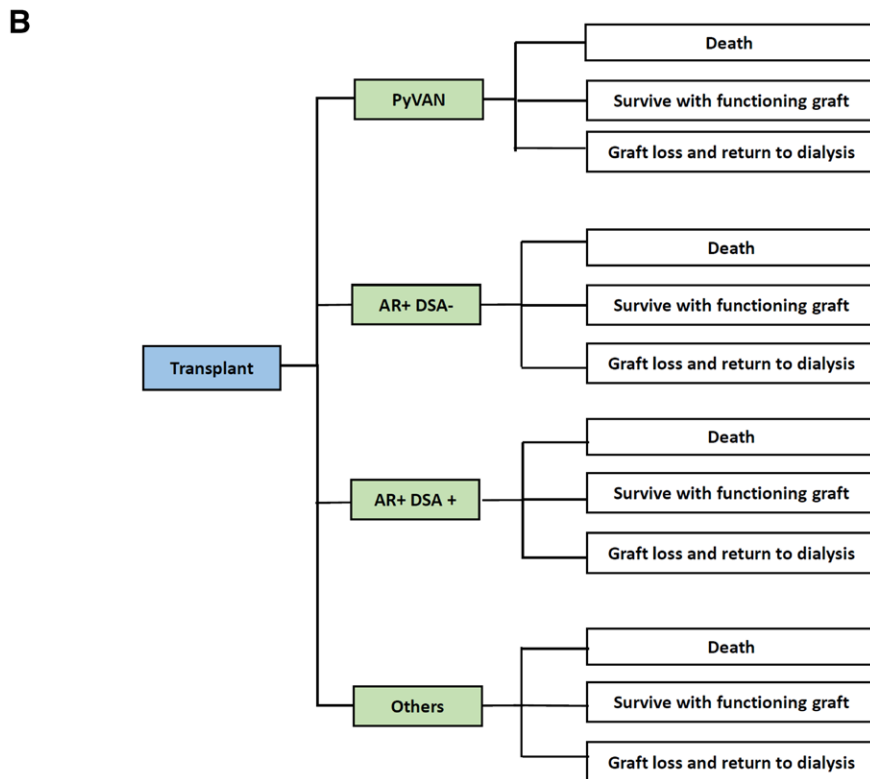 B
Transplant
PyVAN
Death
Survive with functioning graft
Graft loss and return to dialysis
AR+ DSA-
Death
Survive with functioning graft
Graft loss and return to dialysis
AR+ DSA +
Death
Survive with functioning graft
Graft loss and return to dialysis
Others
Death
Survive with functioning graft
Graft loss and return to dialysis